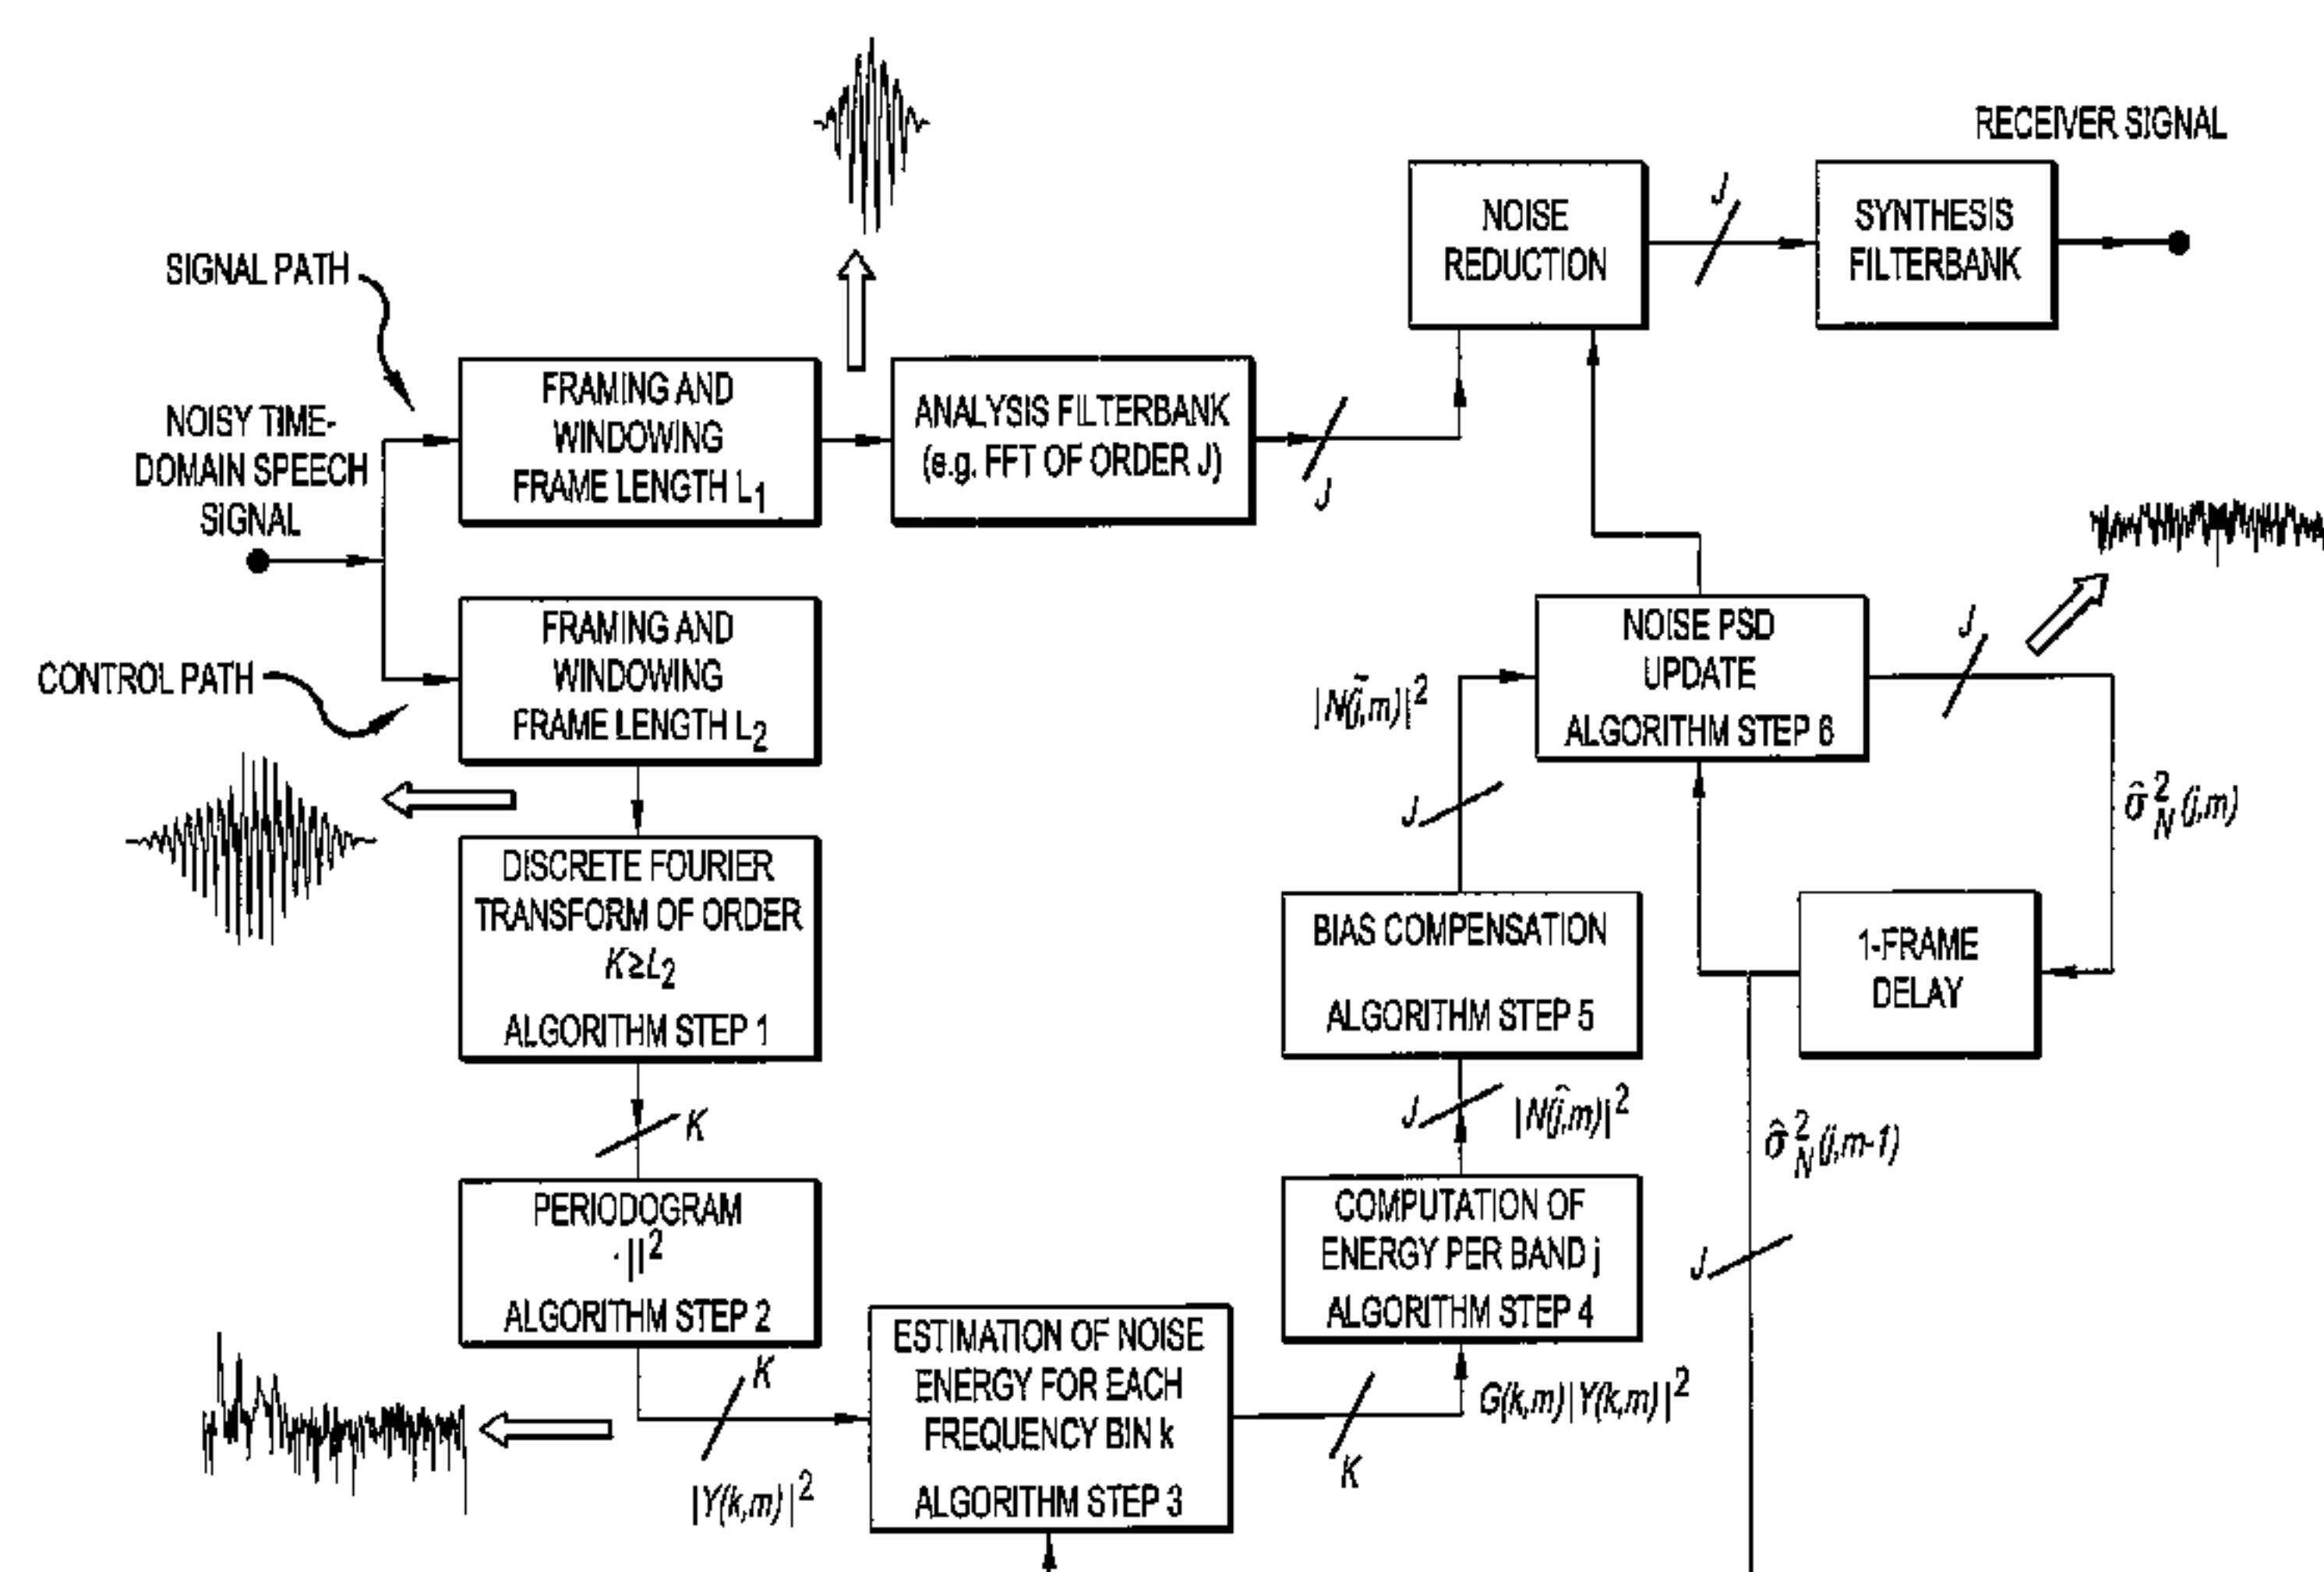 RECEIVER SIGNAL
NOISE
REDUCTION
J
SYNTHESIS
FILTERBANK
SIGNAL PATH
FRAMING AND
WINDOWING
FRAME LENGTH L1
ANALYSIS FILTERBANK
(e.g. FFT OF ORDER J)
J
NOISY TIME-
DOMAIN SPEECH
SIGNAL
CONTROL PATH
FRAMING AND
WINDOWING
FRAME LENGTH L2
DISCRETE FOURIER
TRANSFORM OF ORDER
K≥L2
ALGORITHM STEP 1
K
PERIODOGRAM
·||²
ALGORITHM STEP 2
K
|Y(k,m)|²
ESTIMATION OF NOISE
ENERGY FOR EACH
FREQUENCY BIN k
ALGORITHM STEP 3
K
G(k,m)|Y(k,m)|²
COMPUTATION OF
ENERGY PER BAND j
ALGORITHM STEP 4
J
|N̂(j,m)|²
BIAS COMPENSATION
ALGORITHM STEP 5
J
|Ñ(j,m)|²
NOISE PSD
UPDATE
ALGORITHM STEP 6
J
σ̂²N(j,m)
1-FRAME
DELAY
σ̂²N(j,m-1)
J